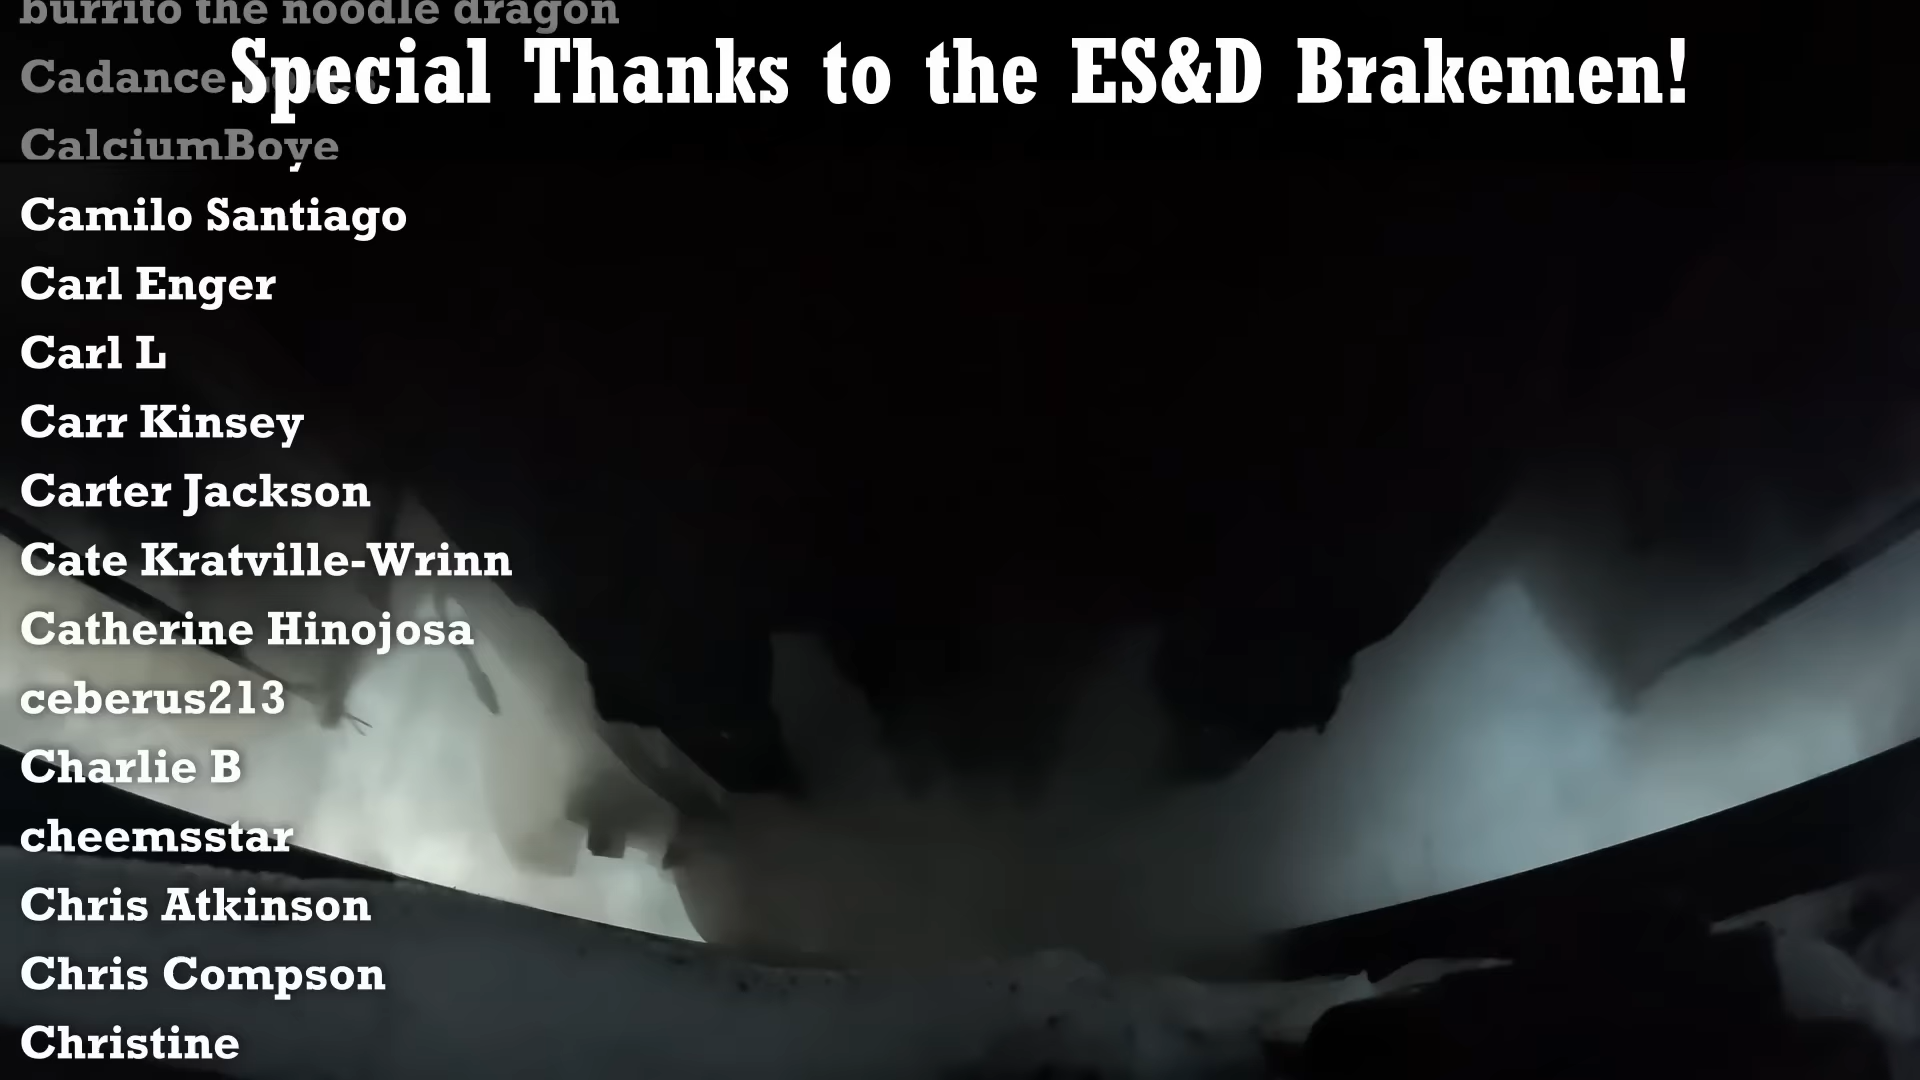 burrito the noodle dragon
Special Thanks to the ES&D Brakemen!
Cadance
CalciumBoye
Camilo Santiago
Carl Enger
Carl L
Carr Kinsey
Carter Jackson
Cate Kratville-Wrinn
Catherine Hinojosa
ceberus213
Charlie B
cheemsstar
Chris Atkinson
Chris Compson
Christine